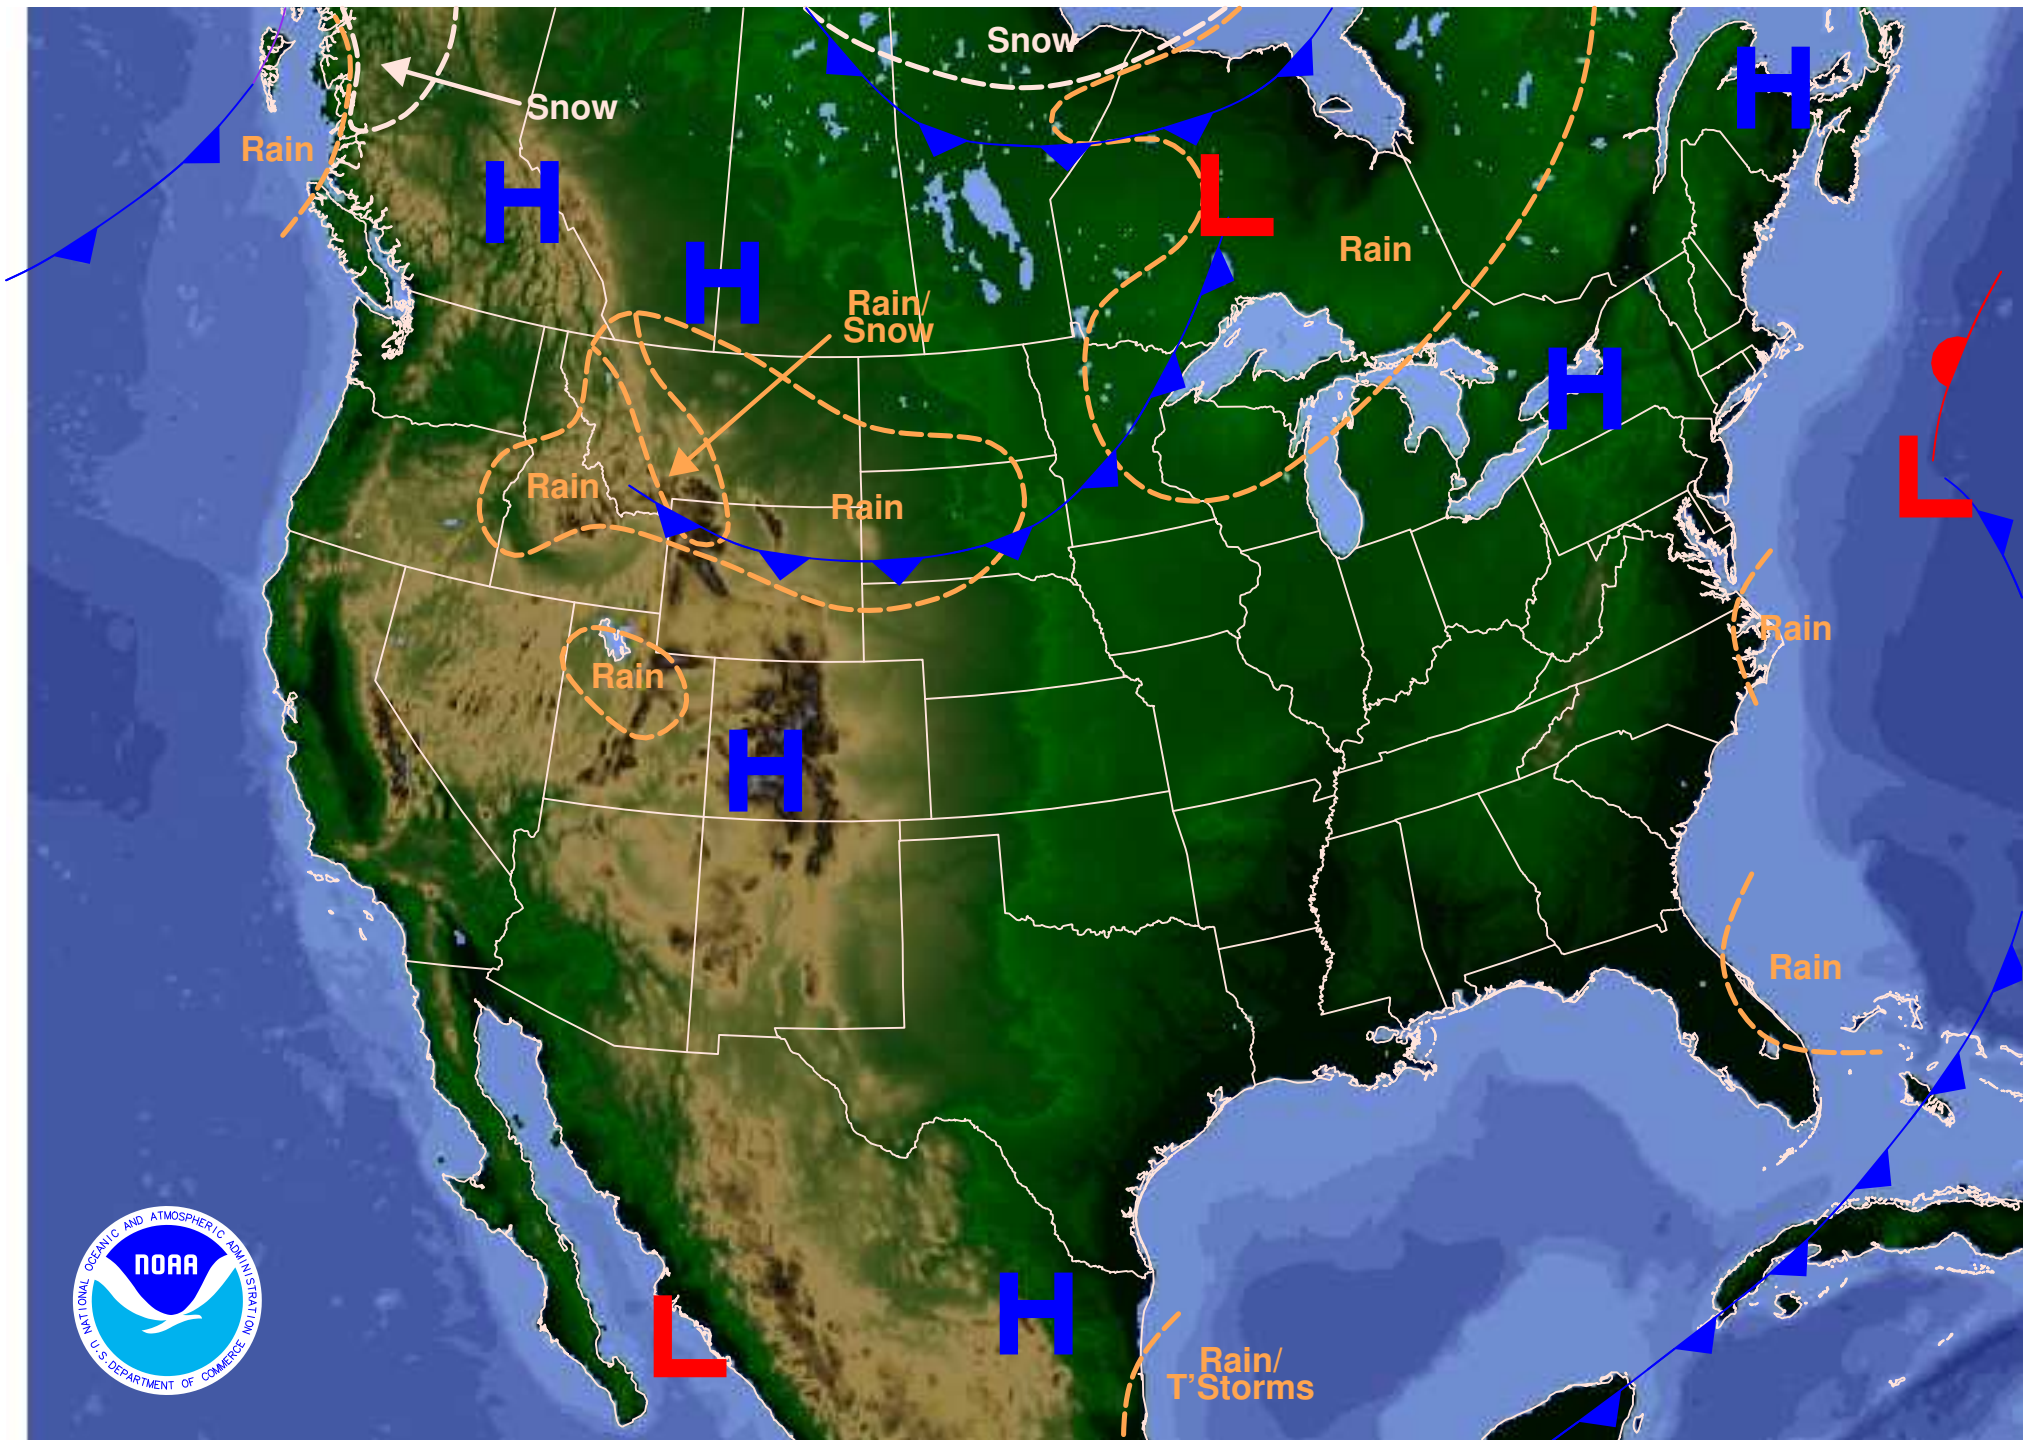 Snow
H
Snow
Rain
H
L
Rain
H
Rain/
Snow
H
Rain
Rain
L
Rain
Rain
H
Rain
NATIONAL OCEANIC AND ATMOSPHERIC ADMINISTRATION
NOAA
U.S. DEPARTMENT OF COMMERCE
L
H
Rain/
T'Storms